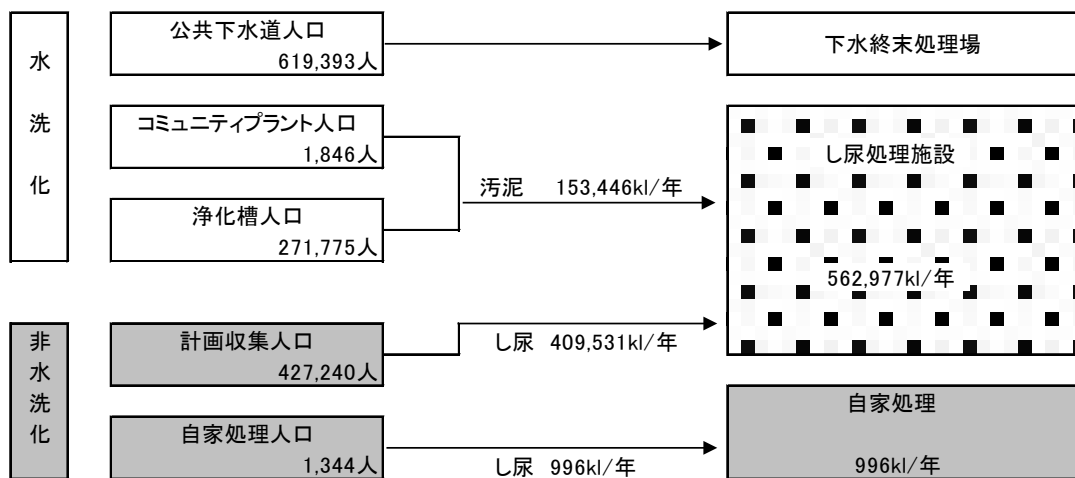 水洗化
公共下水道人口
619,393人
下水終末処理場
コミュニティプラント人口
1,846人
し尿処理施設
汚泥 153,446kl/年
浄化槽人口
271,775人
562,977kl/年
非水洗化
計画収集人口
427,240人
し尿 409,531kl/年
自家処理人口
1,344人
し尿 996kl/年
自家処理
996kl/年